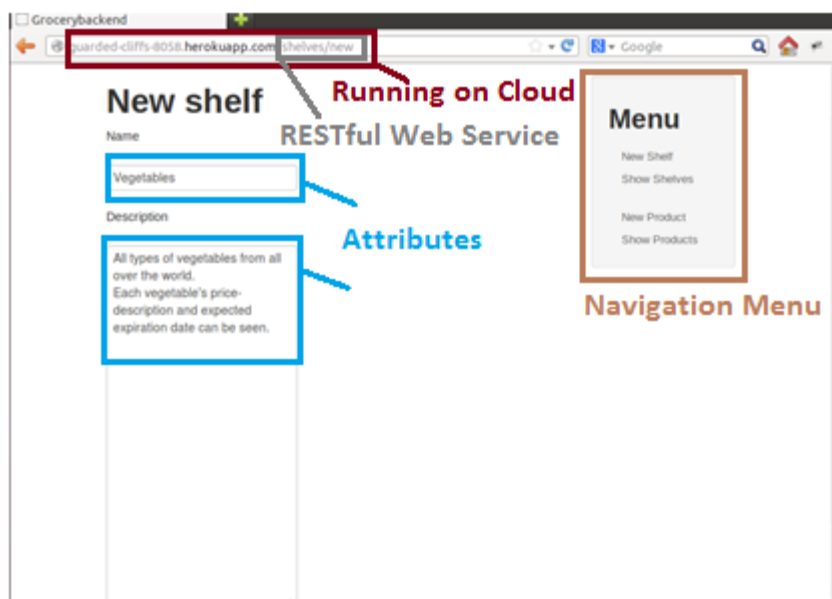 Grocerybackend
guarded-cliffs-8058.herokuapp.com/shelves/new
Google
New shelf
Running on Cloud
Name
RESTful Web Service
Vegetables
Description
Attributes
All types of vegetables from all
over the world.
Each vegetable's price-
description and expected
expiration date can be seen.
Menu
New Shelf
Show Shelves
New Product
Show Products
Navigation Menu